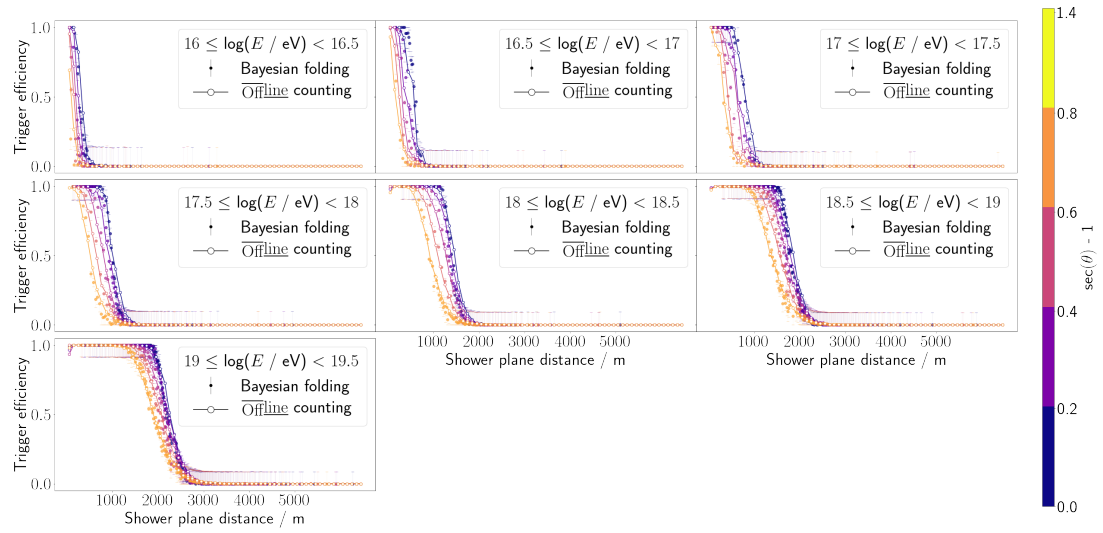 1.0
0.5
0.0
Trigger efficiency
16 ≤ log(E / eV) < 16.5
Bayesian folding
Offline counting
16.5 ≤ log(E / eV) < 17
Bayesian folding
Offline counting
17 ≤ log(E / eV) < 17.5
Bayesian folding
Offline counting
1.0
0.5
0.0
Trigger efficiency
17.5 ≤ log(E / eV) < 18
Bayesian folding
Offline counting
18 ≤ log(E / eV) < 18.5
Bayesian folding
Offline counting
18.5 ≤ log(E / eV) < 19
Bayesian folding
Offline counting
1000 2000 3000 4000 5000
Shower plane distance / m
1000 2000 3000 4000 5000
Shower plane distance / m
1.0
0.5
0.0
Trigger efficiency
19 ≤ log(E / eV) < 19.5
Bayesian folding
Offline counting
1000 2000 3000 4000 5000
Shower plane distance / m
1.4
0.8
0.6
0.4
0.2
0.0
sec(θ) - 1